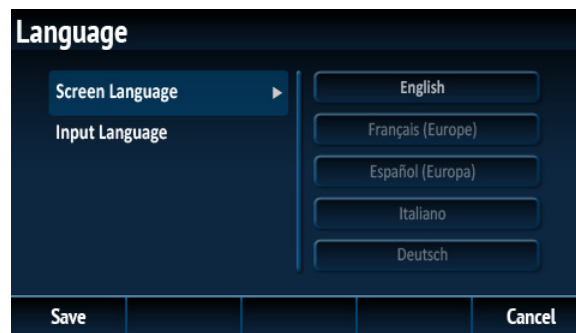 Language
Screen Language
Input Language
English
Français (Europe)
Español (Europa)
Italiano
Deutsch
Save
Cancel